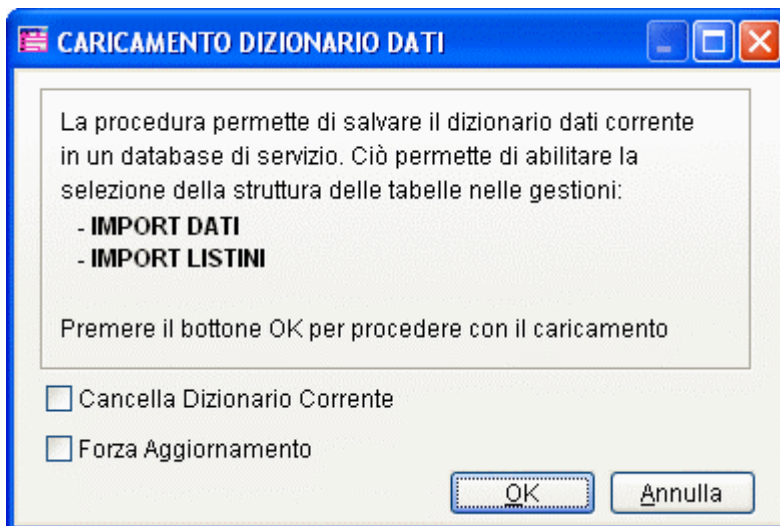 CARICAMENTO DIZIONARIO DATI
La procedura permette di salvare il dizionario dati corrente
in un database di servizio. Ciò permette di abilitare la
selezione della struttura delle tabelle nelle gestioni:
- IMPORT DATI
- IMPORT LISTINI
Premere il bottone OK per procedere con il caricamento
Cancella Dizionario Corrente
Forza Aggiornamento
OK Annulla